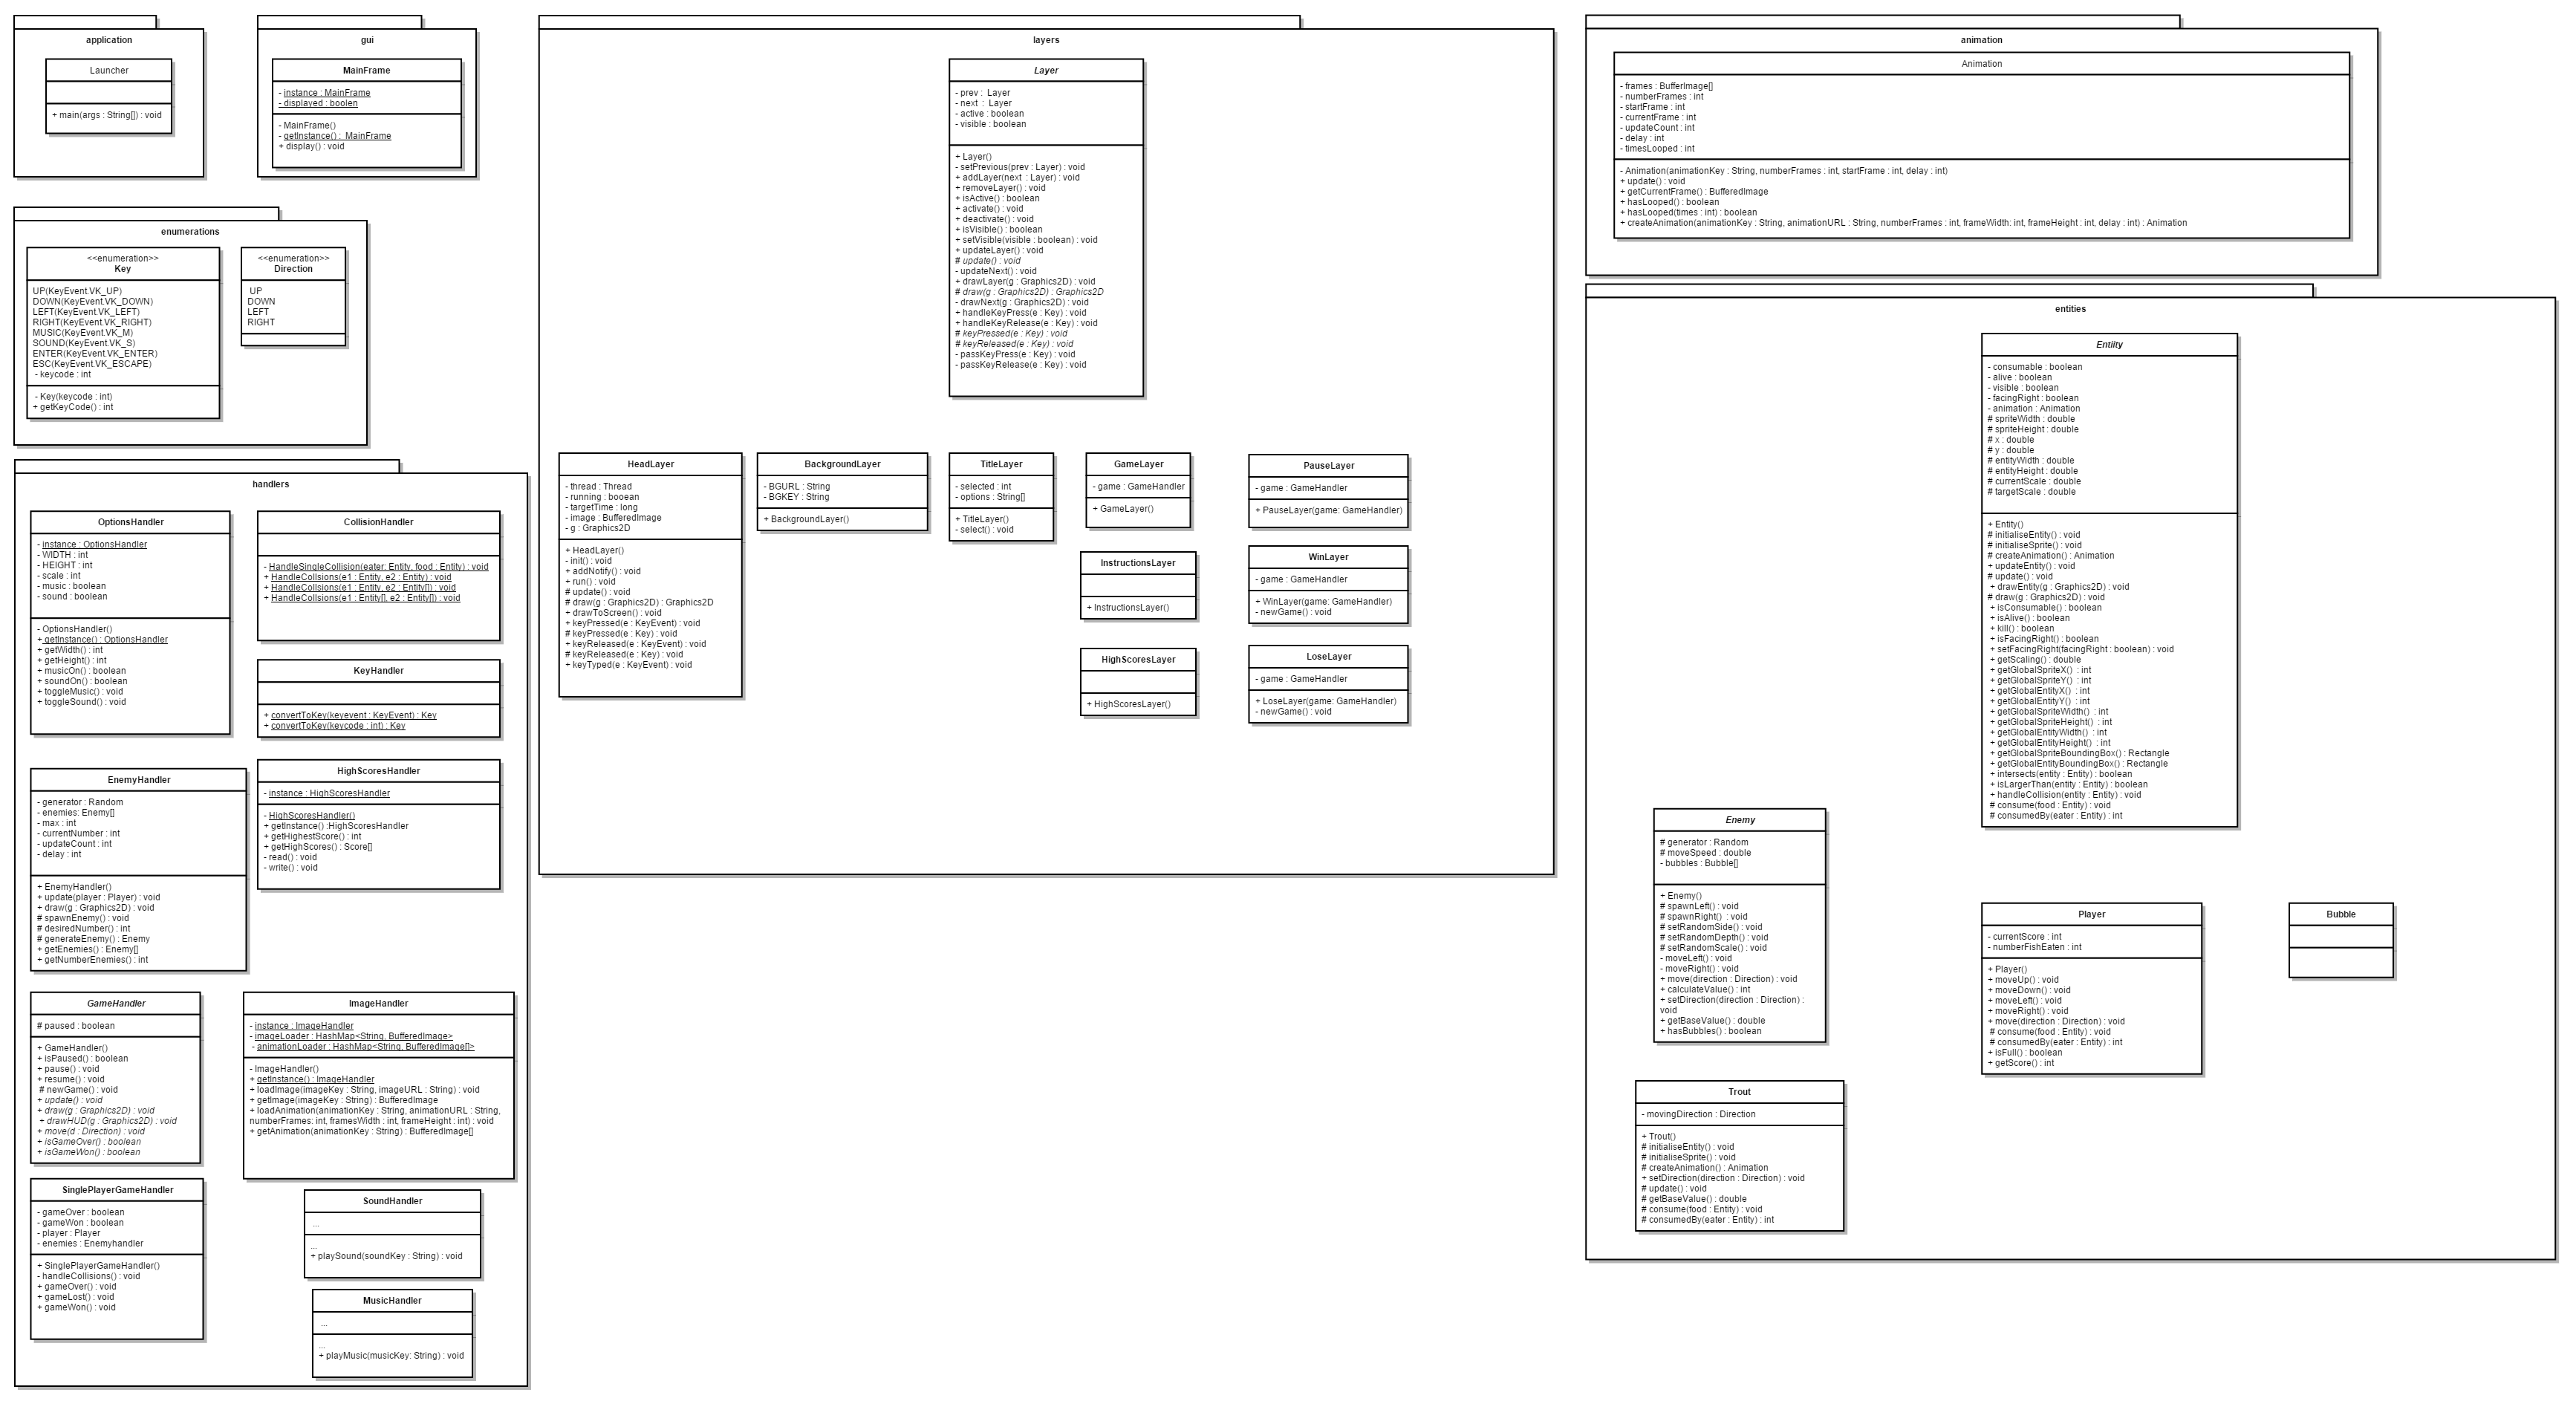 application
Launcher
+ main(args : String[]) : void
gui
MainFrame
- instance : MainFrame
- displayed : boolen
- MainFrame()
- getInstance() : MainFrame
+ display() : void
enumerations
<<enumeration>>
Key
UP(KeyEvent.VK_UP)
DOWN(KeyEvent.VK_DOWN)
LEFT(KeyEvent.VK_LEFT)
RIGHT(KeyEvent.VK_RIGHT)
MUSIC(KeyEvent.VK_M)
SOUND(KeyEvent.VK_S)
ENTER(KeyEvent.VK_ENTER)
ESC(KeyEvent.VK_ESCAPE)
- keycode : int
- Key(keycode : int)
+ getKeyCode() : int
<<enumeration>>
Direction
UP
DOWN
LEFT
RIGHT
handlers
OptionsHandler
- instance : OptionsHandler
- WIDTH : int
- HEIGHT : int
- scale : int
- music : boolean
- sound : boolean
- OptionsHandler()
+ getInstance() : OptionsHandler
+ getWidth() : int
+ getHeight() : int
+ musicOn() : boolean
+ soundOn() : boolean
+ toggleMusic() : void
+ toggleSound() : void
CollisionHandler
- HandleSingleCollision(eater: Entity, food : Entity) : void
+ HandleCollsions(e1 : Entity, e2 : Entity) : void
+ HandleCollsions(e1 : Entity, e2 : Entity[]) : void
+ HandleCollsions(e1 : Entity[], e2 : Entity[]) : void
KeyHandler
+ convertToKey(keyevent : KeyEvent) : Key
+ convertToKey(keycode : int) : Key
EnemyHandler
- generator : Random
- enemies: Enemy[]
- max : int
- currentNumber : int
- updateCount : int
- delay : int
+ EnemyHandler()
+ update(player : Player) : void
+ draw(g : Graphics2D) : void
# spawnEnemy() : void
# desiredNumber() : int
# generateEnemy() : Enemy
+ getEnemies() : Enemy[]
+ getNumberEnemies() : int
HighScoresHandler
- instance : HighScoresHandler
- HighScoresHandler()
+ getInstance() :HighScoresHandler
+ getHighestScore() : int
+ getHighScores() : Score[]
- read() : void
- write() : void
GameHandler
# paused : boolean
+ GameHandler()
+ isPaused() : boolean
+ pause() : void
+ resume() : void
# newGame() : void
+ update() : void
+ draw(g : Graphics2D) : void
+ drawHUD(g : Graphics2D) : void
+ move(d : Direction) : void
+ isGameOver() : boolean
+ isGameWon() : boolean
ImageHandler
- instance : ImageHandler
- imageLoader : HashMap<String, BufferedImage>
- animationLoader : HashMap<String, BufferedImage[]>
- ImageHandler()
+ getInstance() : ImageHandler
+ loadImage(imageKey : String, imageURL : String) : void
+ getImage(imageKey : String) : BufferedImage
+ loadAnimation(animationKey : String, animationURL : String,
numberFrames: int, framesWidth : int, frameHeight : int) : void
+ getAnimation(animationKey : String) : BufferedImage[]
SinglePlayerGameHandler
- gameOver : boolean
- gameWon : boolean
- player : Player
- enemies : Enemyhandler
+ SinglePlayerGameHandler()
- handleCollisions() : void
+ gameOver() : void
+ gameLost() : void
+ gameWon() : void
SoundHandler
...
...
+ playSound(soundKey : String) : void
MusicHandler
...
...
+ playMusic(musicKey: String) : void
layers
Layer
- prev : Layer
- next : Layer
- active : boolean
- visible : boolean
+ Layer()
- setPrevious(prev : Layer) : void
+ addLayer(next : Layer) : void
+ removeLayer() : void
+ isActive() : boolean
+ activate() : void
+ deactivate() : void
+ isVisible() : boolean
+ setVisible(visible : boolean) : void
+ updateLayer() : void
# update() : void
- updateNext() : void
+ drawLayer(g : Graphics2D) : void
# draw(g : Graphics2D) : Graphics2D
- drawNext(g : Graphics2D) : void
+ handleKeyPress(e : Key) : void
+ handleKeyRelease(e : Key) : void
# keyPressed(e : Key) : void
# keyReleased(e : Key) : void
- passKeyPress(e : Key) : void
- passKeyRelease(e : Key) : void
HeadLayer
- thread : Thread
- running : booean
- targetTime : long
- image : BufferedImage
- g : Graphics2D
+ HeadLayer()
- init() : void
+ addNotify() : void
+ run() : void
# update() : void
# draw(g : Graphics2D) : Graphics2D
+ drawToScreen() : void
+ keyPressed(e : KeyEvent) : void
# keyPressed(e : Key) : void
+ keyReleased(e : KeyEvent) : void
# keyReleased(e : Key) : void
+ keyTyped(e : KeyEvent) : void
BackgroundLayer
- BGURL : String
- BGKEY : String
+ BackgroundLayer()
TitleLayer
- selected : int
- options : String[]
+ TitleLayer()
- select() : void
GameLayer
- game : GameHandler
+ GameLayer()
InstructionsLayer
+ InstructionsLayer()
HighScoresLayer
+ HighScoresLayer()
PauseLayer
- game : GameHandler
+ PauseLayer(game: GameHandler)
WinLayer
- game : GameHandler
+ WinLayer(game: GameHandler)
- newGame() : void
LoseLayer
- game : GameHandler
+ LoseLayer(game: GameHandler)
- newGame() : void
animation
Animation
- frames : BufferImage[]
- numberFrames : int
- startFrame : int
- currentFrame : int
- updateCount : int
- delay : int
- timesLooped : int
- Animation(animationKey : String, numberFrames : int, startFrame : int, delay : int)
+ update() : void
+ getCurrentFrame() : BufferedImage
+ hasLooped() : boolean
+ hasLooped(times : int) : boolean
+ createAnimation(animationKey : String, animationURL : String, numberFrames : int, frameWidth: int, frameHeight : int, delay : int) : Animation
entities
Entiity
- consumable : boolean
- alive : boolean
- visible : boolean
- facingRight : boolean
- animation : Animation
# spriteWidth : double
# spriteHeight : double
# x : double
# y : double
# entityWidth : double
# entityHeight : double
# currentScale : double
# targetScale : double
+ Entity()
# initialiseEntity() : void
# initialiseSprite() : void
# createAnimation() : Animation
+ updateEntity() : void
# update() : void
+ drawEntity(g : Graphics2D) : void
# draw(g : Graphics2D) : void
+ isConsumable() : boolean
+ isAlive() : boolean
+ kill() : boolean
+ isFacingRight() : boolean
+ setFacingRight(facingRight : boolean) : void
+ getScaling() : double
+ getGlobalSpriteX() : int
+ getGlobalSpriteY() : int
+ getGlobalEntityX() : int
+ getGlobalEntityY() : int
+ getGlobalSpriteWidth() : int
+ getGlobalSpriteHeight() : int
+ getGlobalEntityWidth() : int
+ getGlobalEntityHeight() : int
+ getGlobalSpriteBoundingBox() : Rectangle
+ getGlobalEntityBoundingBox() : Rectangle
+ intersects(entity : Entity) : boolean
+ isLargerThan(entity : Entity) : boolean
+ handleCollision(entity : Entity) : void
# consume(food : Entity) : void
# consumedBy(eater : Entity) : int
Enemy
# generator : Random
# moveSpeed : double
- bubbles : Bubble[]
+ Enemy()
# spawnLeft() : void
# spawnRight() : void
# setRandomSide() : void
# setRandomDepth() : void
# setRandomScale() : void
- moveLeft() : void
- moveRight() : void
+ move(direction : Direction) : void
+ calculateValue() : int
+ setDirection(direction : Direction) :
void
+ getBaseValue() : double
+ hasBubbles() : boolean
Player
- currentScore : int
- numberFishEaten : int
+ Player()
+ moveUp() : void
+ moveDown() : void
+ moveLeft() : void
+ moveRight() : void
+ move(direction : Direction) : void
# consume(food : Entity) : void
# consumedBy(eater : Entity) : int
+ isFull() : boolean
+ getScore() : int
Bubble
Trout
- movingDirection : Direction
+ Trout()
# initialiseEntity() : void
# initialiseSprite() : void
# createAnimation() : Animation
+ setDirection(direction : Direction) : void
# update() : void
# getBaseValue() : double
# consume(food : Entity) : void
# consumedBy(eater : Entity) : int